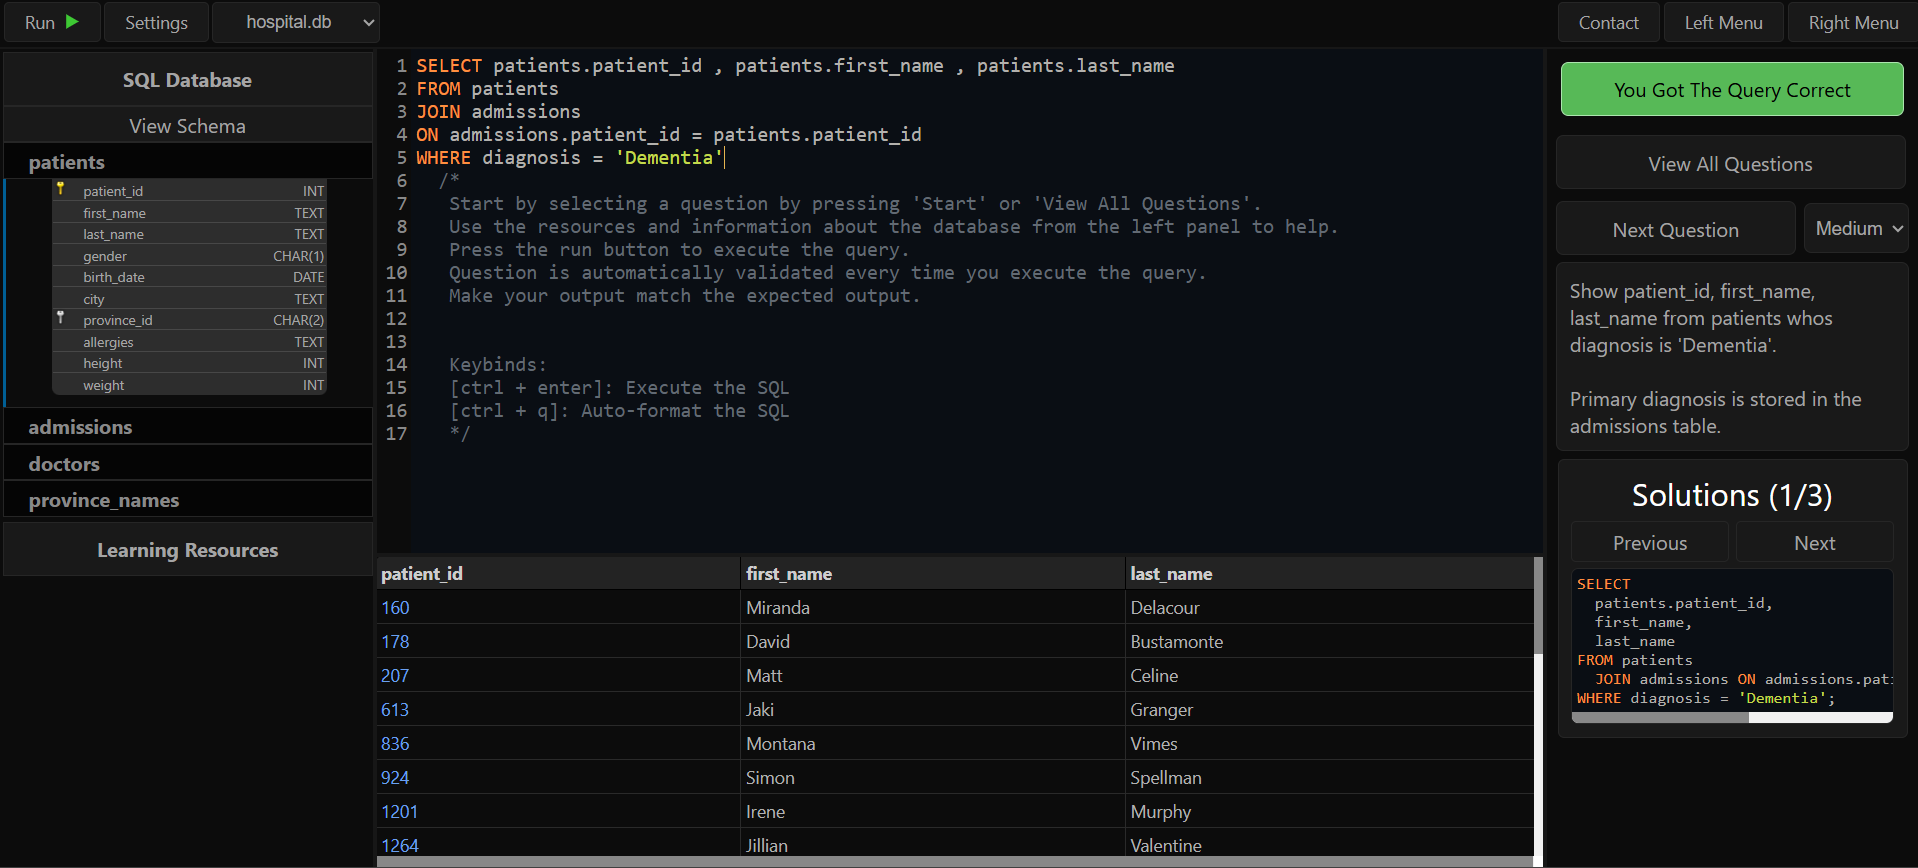 Run
Settings
hospital.db
Contact
Left Menu
Right Menu
SQL Database
View Schema
patients
patient_id INT
first_name TEXT
last_name TEXT
gender CHAR(1)
birth_date DATE
city TEXT
province_id CHAR(2)
allergies TEXT
height INT
weight INT
admissions
doctors
province_names
Learning Resources
1 SELECT patients.patient_id , patients.first_name , patients.last_name
2 FROM patients
3 JOIN admissions
4 ON admissions.patient_id = patients.patient_id
5 WHERE diagnosis = 'Dementia'
6 /*
7 Start by selecting a question by pressing 'Start' or 'View All Questions'.
8 Use the resources and information about the database from the left panel to help.
9 Press the run button to execute the query.
10 Question is automatically validated every time you execute the query.
11 Make your output match the expected output.
12
13
14 Keybinds:
15 [ctrl + enter]: Execute the SQL
16 [ctrl + q]: Auto-format the SQL
17 */
patient_id first_name last_name
160 Miranda Delacour
178 David Bustamonte
207 Matt Celine
613 Jaki Granger
836 Montana Vimes
924 Simon Spellman
1201 Irene Murphy
1264 Jillian Valentine
You Got The Query Correct
View All Questions
Next Question
Medium
Show patient_id, first_name,
last_name from patients whos
diagnosis is 'Dementia'.
Primary diagnosis is stored in the
admissions table.
Solutions (1/3)
Previous
Next
SELECT
patients.patient_id,
first_name,
last_name
FROM patients
JOIN admissions ON admissions.pati
WHERE diagnosis = 'Dementia';